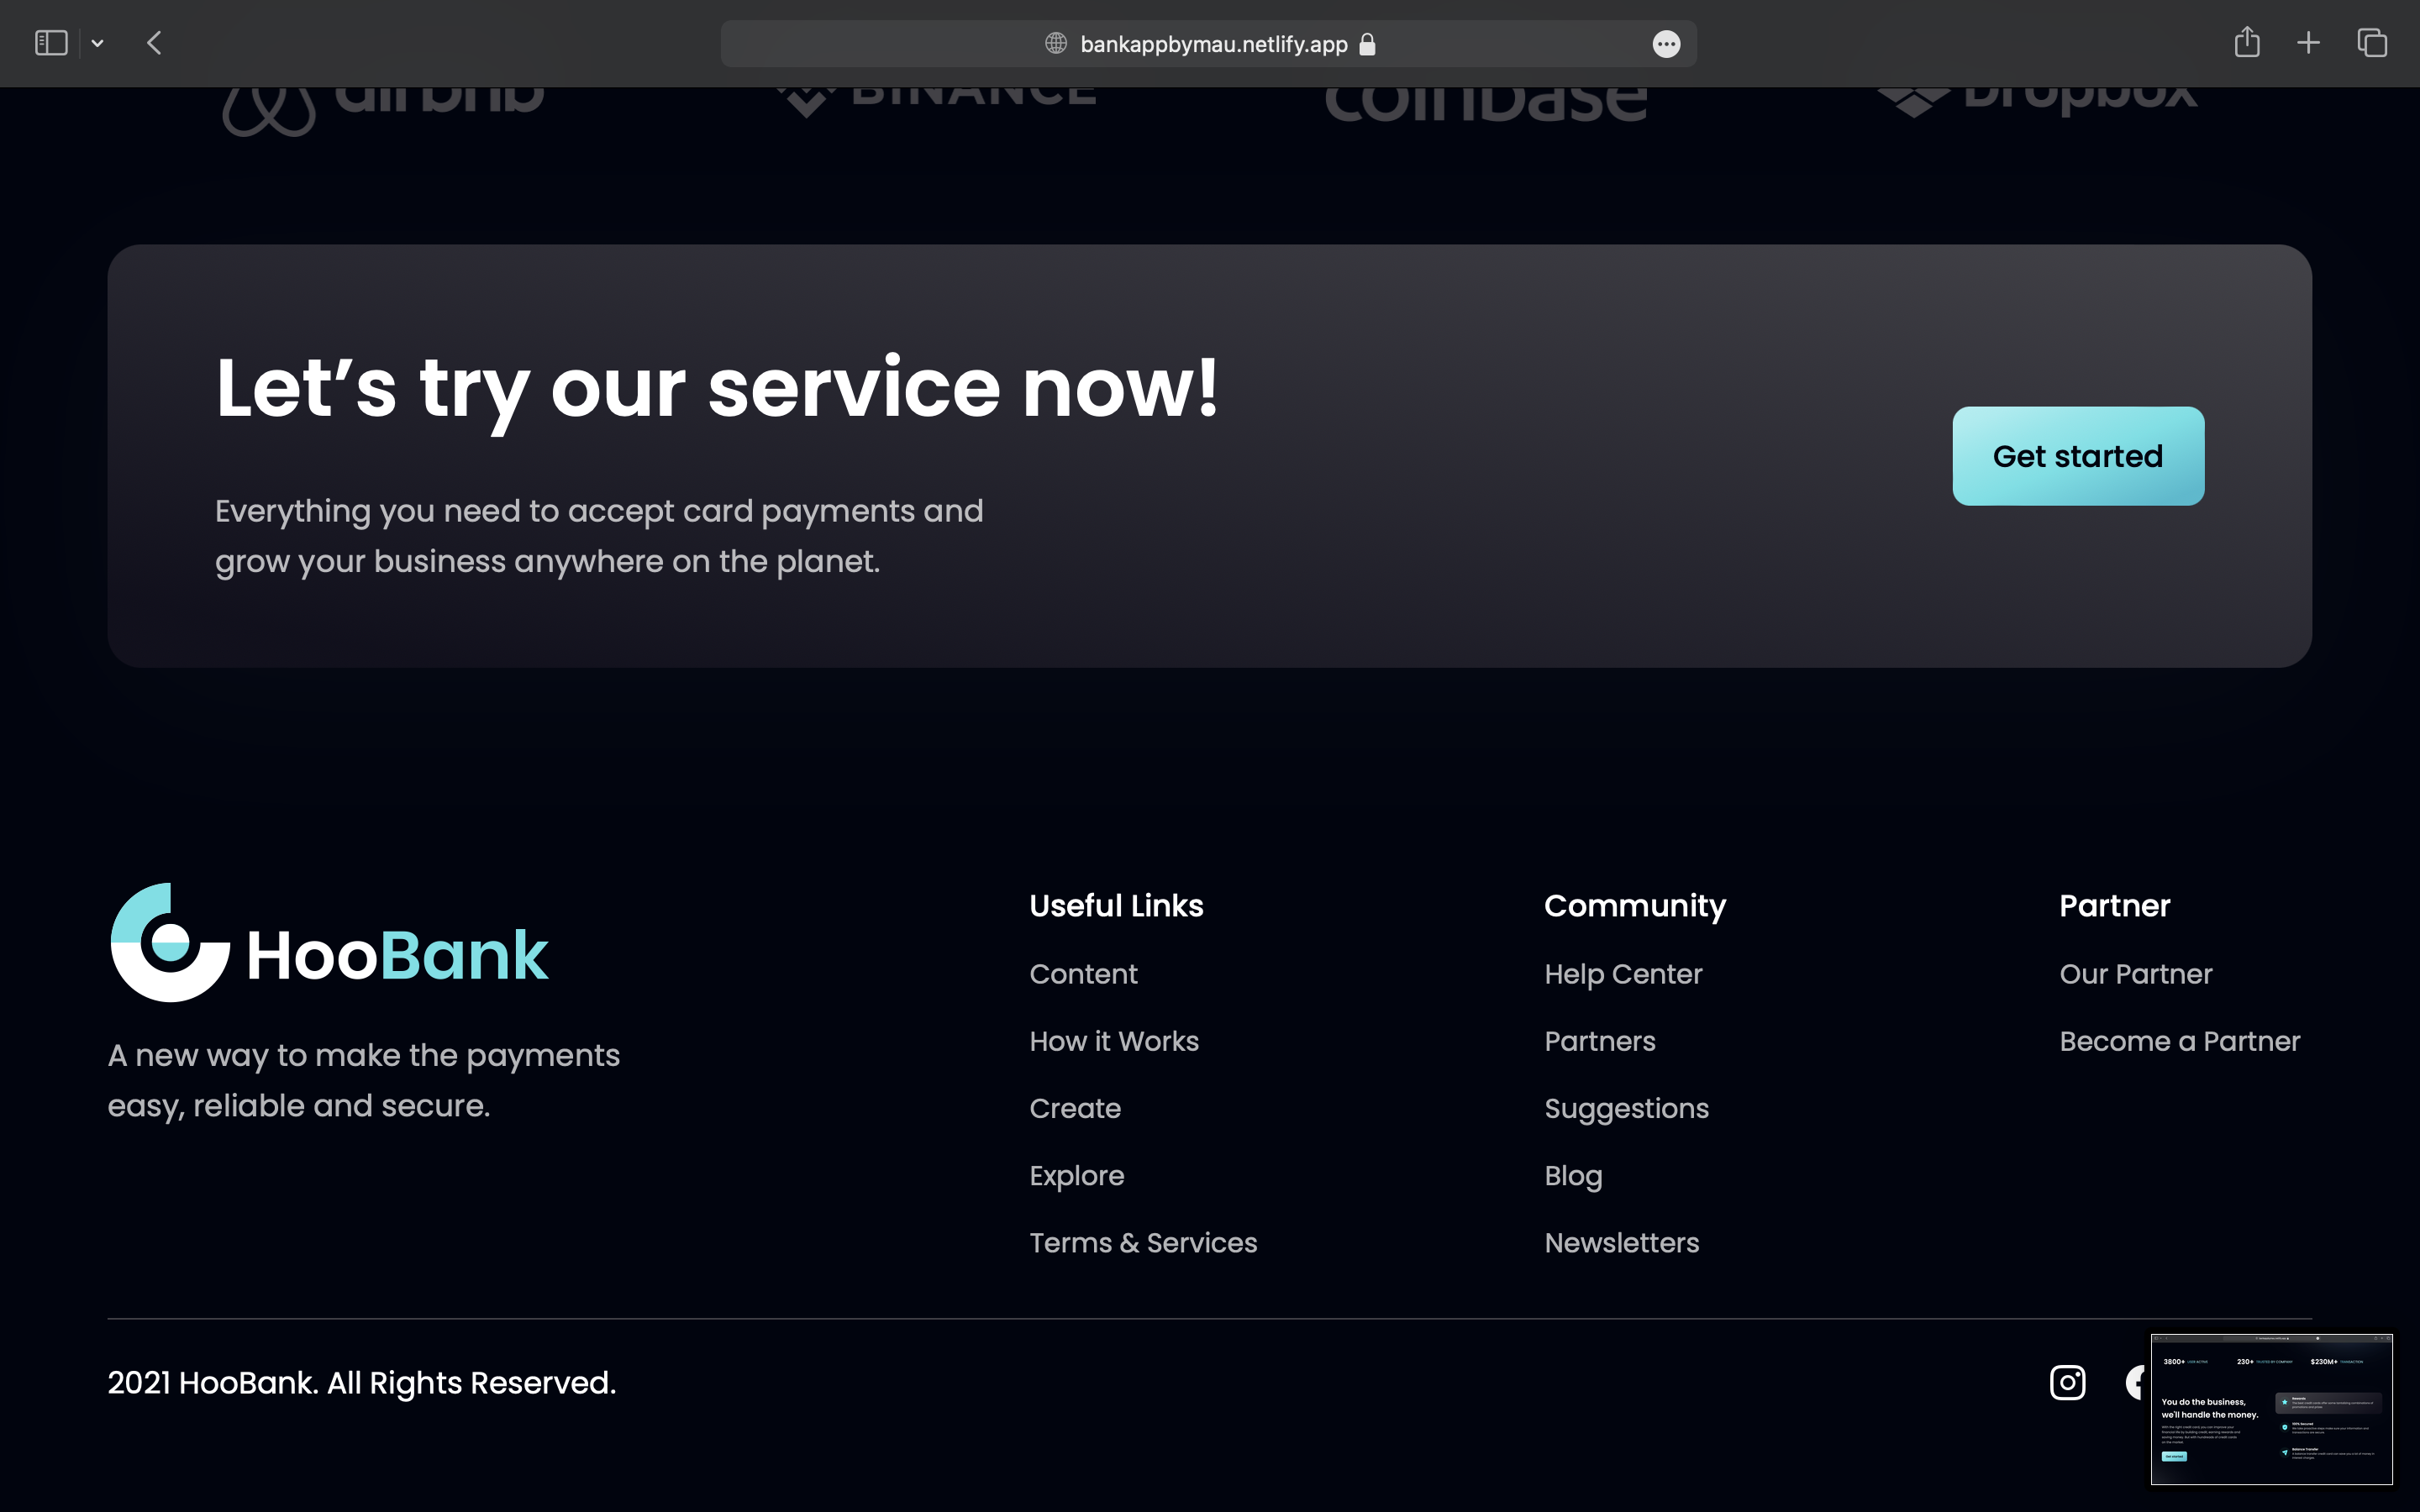 bankappbymau.netlify.app
airbnb
BINANCE
coinbase
Dropbox
Let’s try our service now!
Everything you need to accept card payments and
grow your business anywhere on the planet.
Get started
HooBank
A new way to make the payments
easy, reliable and secure.
Useful Links
Content
How it Works
Create
Explore
Terms & Services
Community
Help Center
Partners
Suggestions
Blog
Newsletters
Partner
Our Partner
Become a Partner
2021 HooBank. All Rights Reserved.
3800+
230+
$230M+
You do the business,
we'll handle the money.